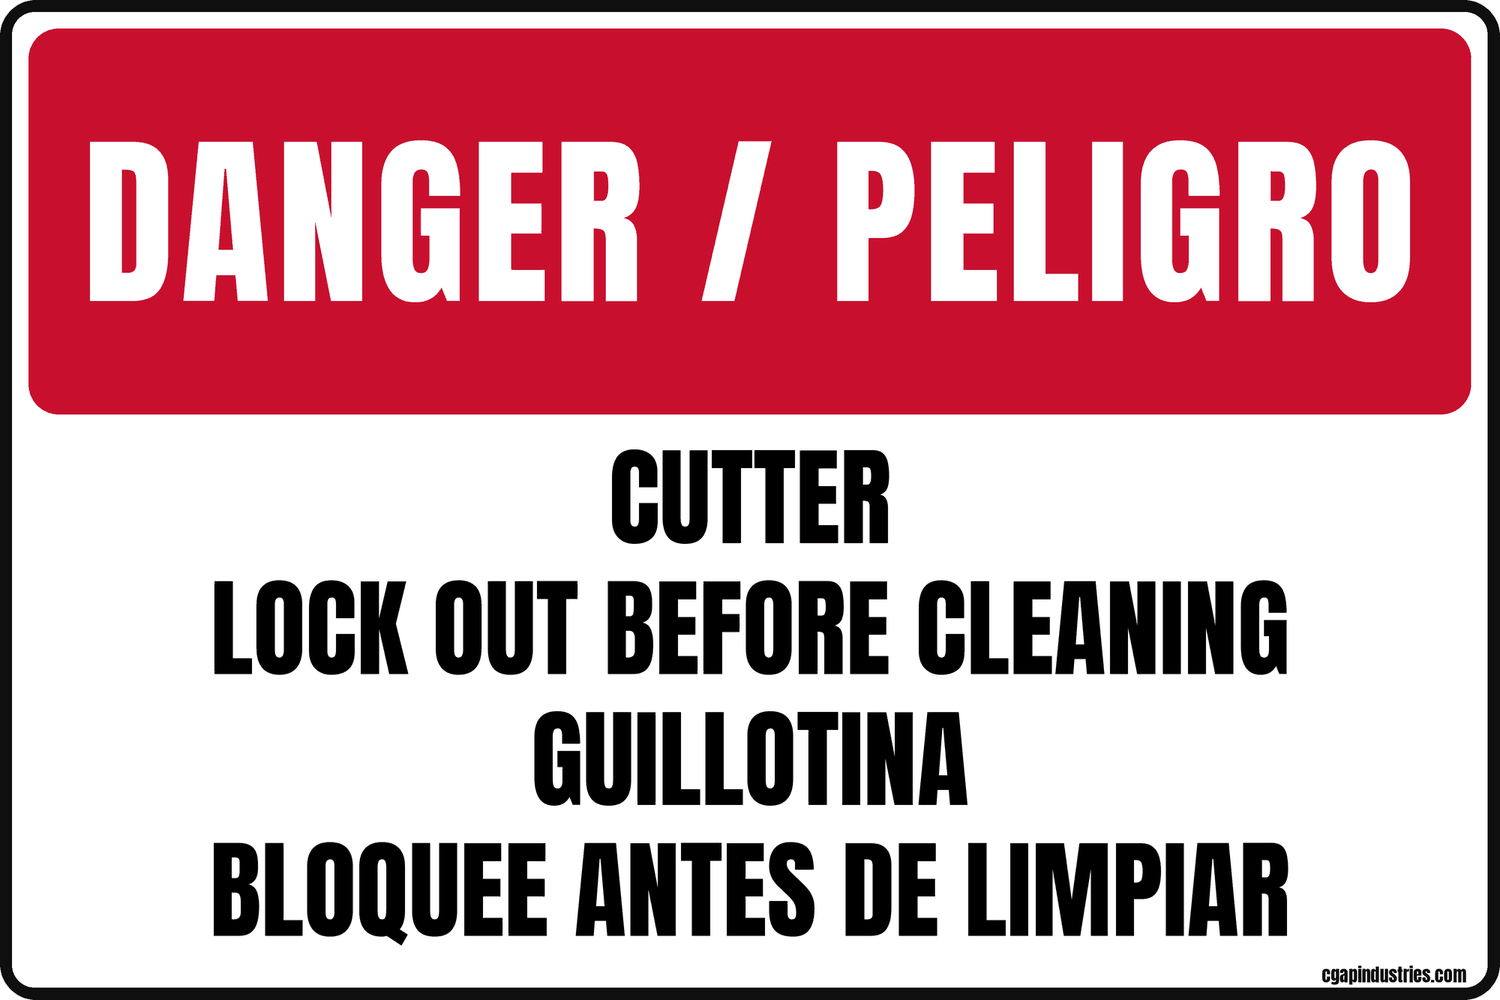 DANGER / PELIGRO
CUTTER
LOCK OUT BEFORE CLEANING
GUILLOTINA
BLOQUEE ANTES DE LIMPIAR
cgapindustries.com